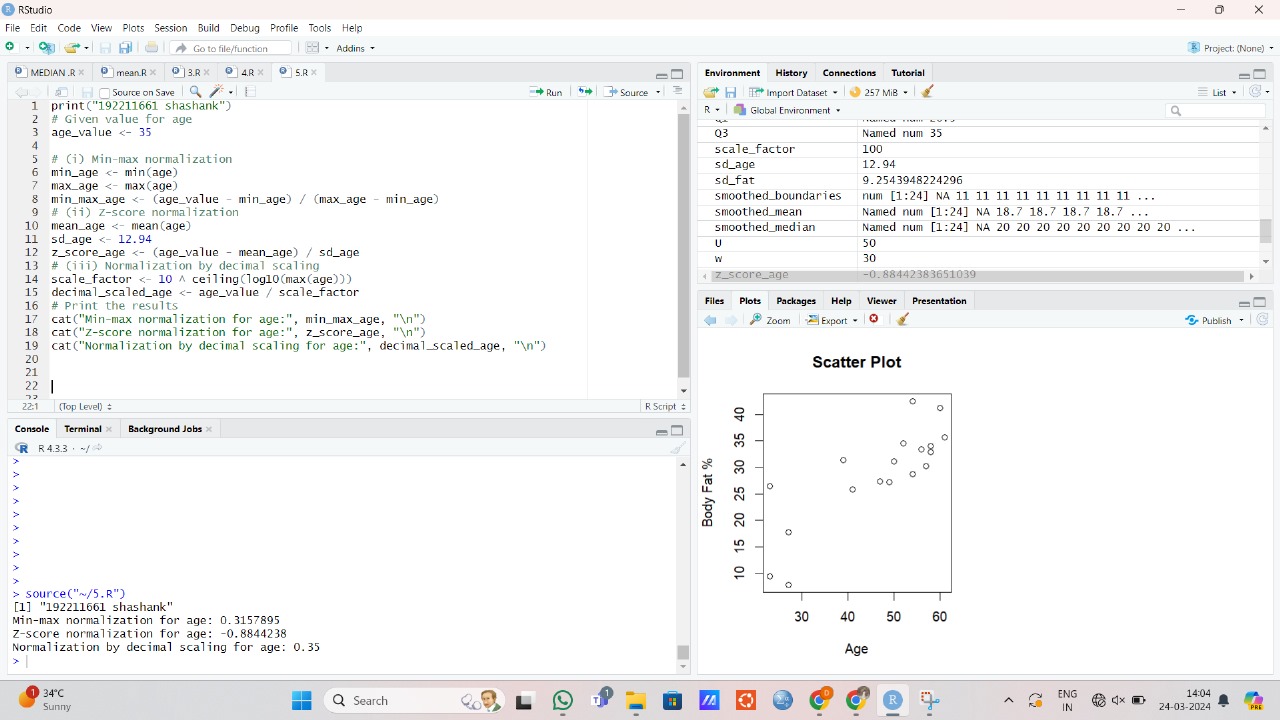 RStudio
File Edit Code View Plots Session Build Debug Profile Tools Help
Go to file/function Addins Project: (None)
MEDIAN .R mean.R 3.R 4.R 5.R
Source on Save Run Source
1 print("192211661 shashank")
2 # Given value for age
3 age_value <- 35
4
5 # (i) Min-max normalization
6 min_age <- min(age)
7 max_age <- max(age)
8 min_max_age <- (age_value - min_age) / (max_age - min_age)
9 # (ii) Z-score normalization
10 mean_age <- mean(age)
11 sd_age <- 12.94
12 z_score_age <- (age_value - mean_age) / sd_age
13 # (iii) Normalization by decimal scaling
14 scale_factor <- 10 ^ ceiling(log10(max(age)))
15 decimal_scaled_age <- age_value / scale_factor
16 # Print the results
17 cat("Min-max normalization for age:", min_max_age, "\n")
18 cat("Z-score normalization for age:", z_score_age, "\n")
19 cat("Normalization by decimal scaling for age:", decimal_scaled_age, "\n")
20
21
22
22:1 (Top Level) R Script
Console Terminal Background Jobs
R 4.3.3 · ~/
>
>
>
>
>
>
>
>
>
>
> source("~/5.R")
[1] "192211661 shashank"
Min-max normalization for age: 0.3157895
Z-score normalization for age: -0.8844238
Normalization by decimal scaling for age: 0.35
>
Environment History Connections Tutorial
Import Dataset 257 MiB List
R Global Environment
Q3 Named num 35
scale_factor 100
sd_age 12.94
sd_fat 9.2543948224296
smoothed_boundaries num [1:24] NA 11 11 11 11 11 11 11 11 11 ...
smoothed_mean Named num [1:24] NA 18.7 18.7 18.7 18.7 ...
smoothed_median Named num [1:24] NA 20 20 20 20 20 20 20 20 20 ...
U 50
w 30
z_score_age -0.88442383651039
Files Plots Packages Help Viewer Presentation
Zoom Export Publish
Scatter Plot
Body Fat %
40
35
30
25
20
15
10
30 40 50 60
Age
1
34°C
Sunny
Search
1
ENG
IN
14:04
24-03-2024
PRE